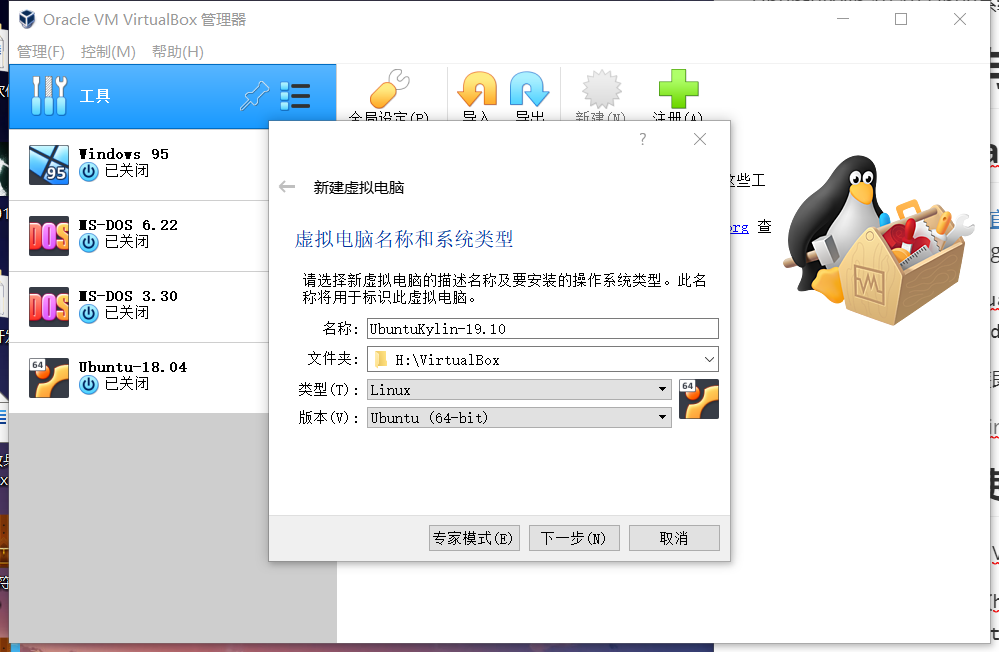 Oracle VM VirtualBox 管理器
管理(F) 控制(M) 帮助(H)
工具
全局设定(P) 导入 导出 新建(N) 注册(A)
Windows 95
已关闭
MS-DOS 6.22
已关闭
MS-DOS 3.30
已关闭
Ubuntu-18.04
已关闭
这些工
org 查
?
新建虚拟电脑
虚拟电脑名称和系统类型
请选择新虚拟电脑的描述名称及要安装的操作系统类型。此名
称将用于标识此虚拟电脑。
名称: UbuntuKylin-19.10
文件夹: H:\VirtualBox
类型(T): Linux
64
版本(V): Ubuntu (64-bit)
专家模式(E) 下一步(N) 取消